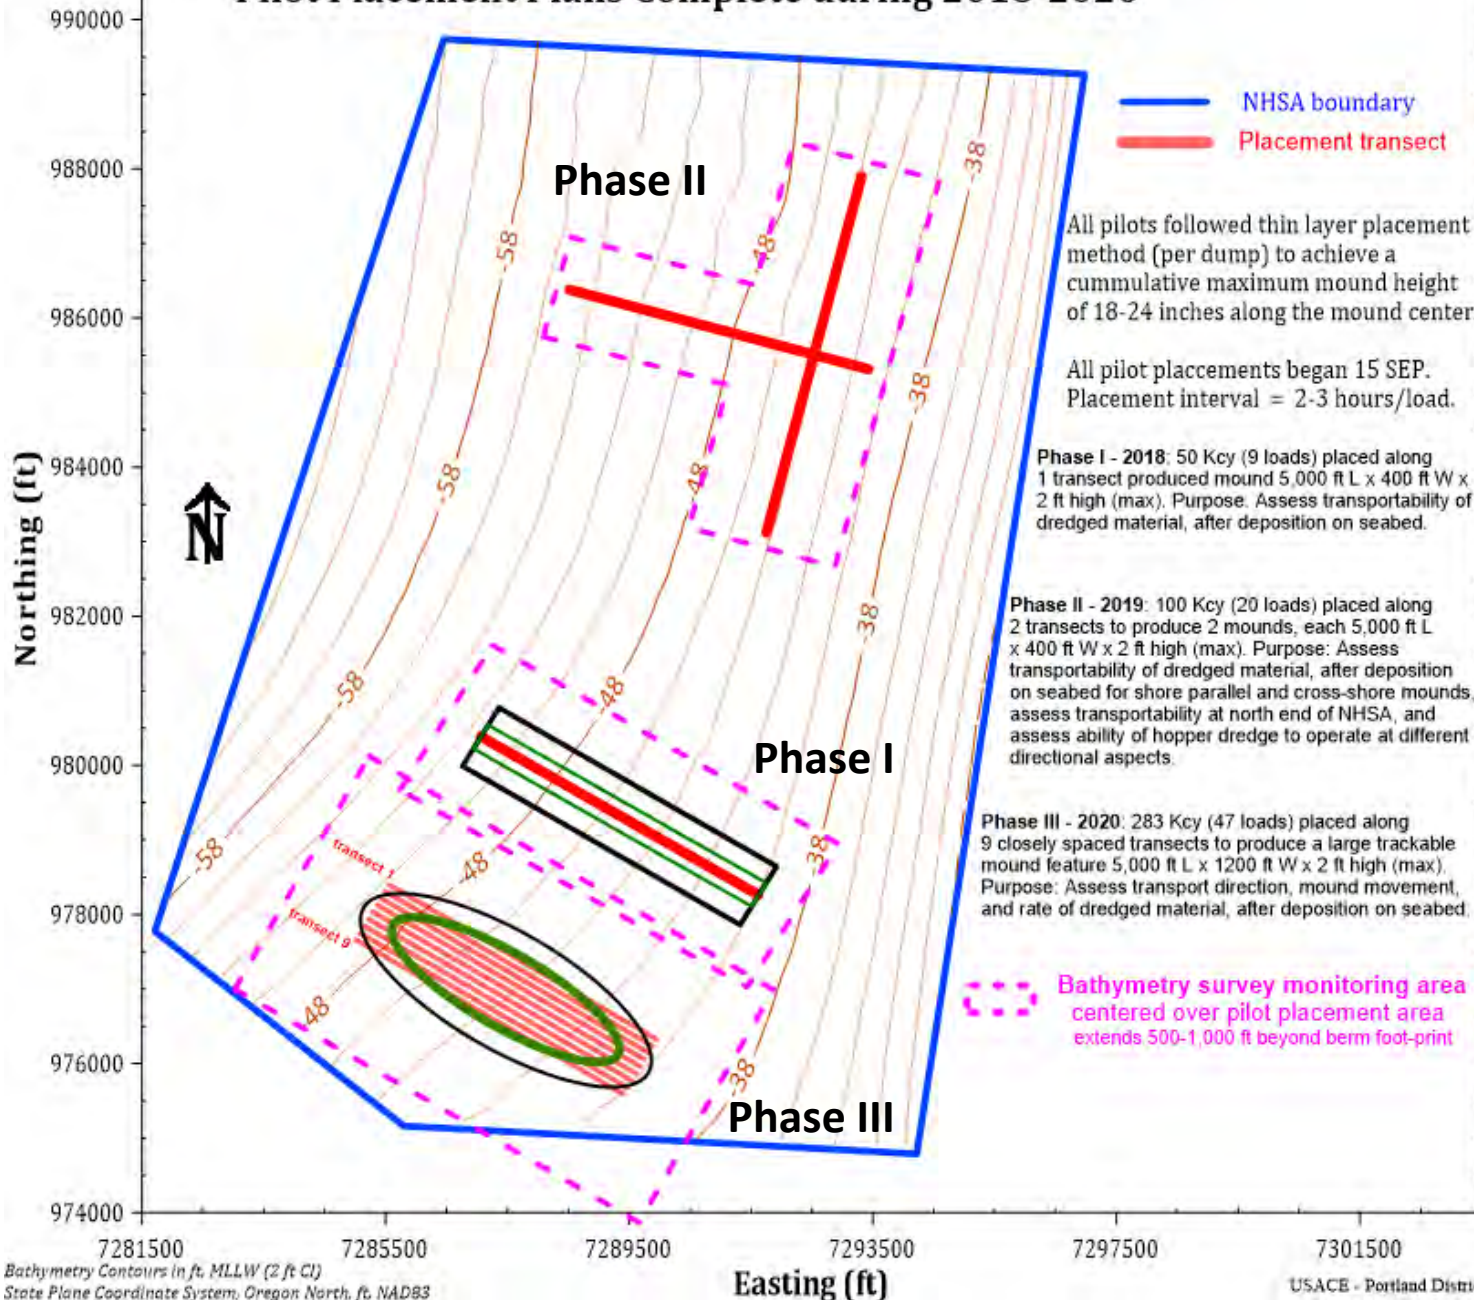 Pilot Placement Plans Complete during 2018-2020
990000
988000
986000
984000
982000
980000
978000
976000
974000
Northing (ft)
N
7281500
7285500
7289500
7293500
7297500
7301500
Easting (ft)
Phase II
Phase I
Phase III
-58
-58
-58
-58
-48
-48
-48
-48
-48
-38
-38
-38
-38
-38
transect 1
transect 9
NHSA boundary
Placement transect
All pilots followed thin layer placement
method (per dump) to achieve a
cummulative maximum mound height
of 18-24 inches along the mound center
All pilot placcements began 15 SEP.
Placement interval = 2-3 hours/load.
Phase I - 2018: 50 Kcy (9 loads) placed along
1 transect produced mound 5,000 ft L x 400 ft W x
2 ft high (max). Purpose: Assess transportability of
dredged material, after deposition on seabed.
Phase II - 2019: 100 Kcy (20 loads) placed along
2 transects to produce 2 mounds, each 5,000 ft L
x 400 ft W x 2 ft high (max). Purpose: Assess
transportability of dredged material, after deposition
on seabed for shore parallel and cross-shore mounds,
assess transportability at north end of NHSA, and
assess ability of hopper dredge to operate at different
directional aspects.
Phase III - 2020: 283 Kcy (47 loads) placed along
9 closely spaced transects to produce a large trackable
mound feature 5,000 ft L x 1200 ft W x 2 ft high (max).
Purpose: Assess transport direction, mound movement,
and rate of dredged material, after deposition on seabed.
Bathymetry survey monitoring area
centered over pilot placement area
extends 500-1,000 ft beyond berm foot-print
Bathymetry Contours in ft, MLLW (2 ft CI)
State Plane Coordinate System, Oregon North, ft, NAD83
USACE - Portland Distri